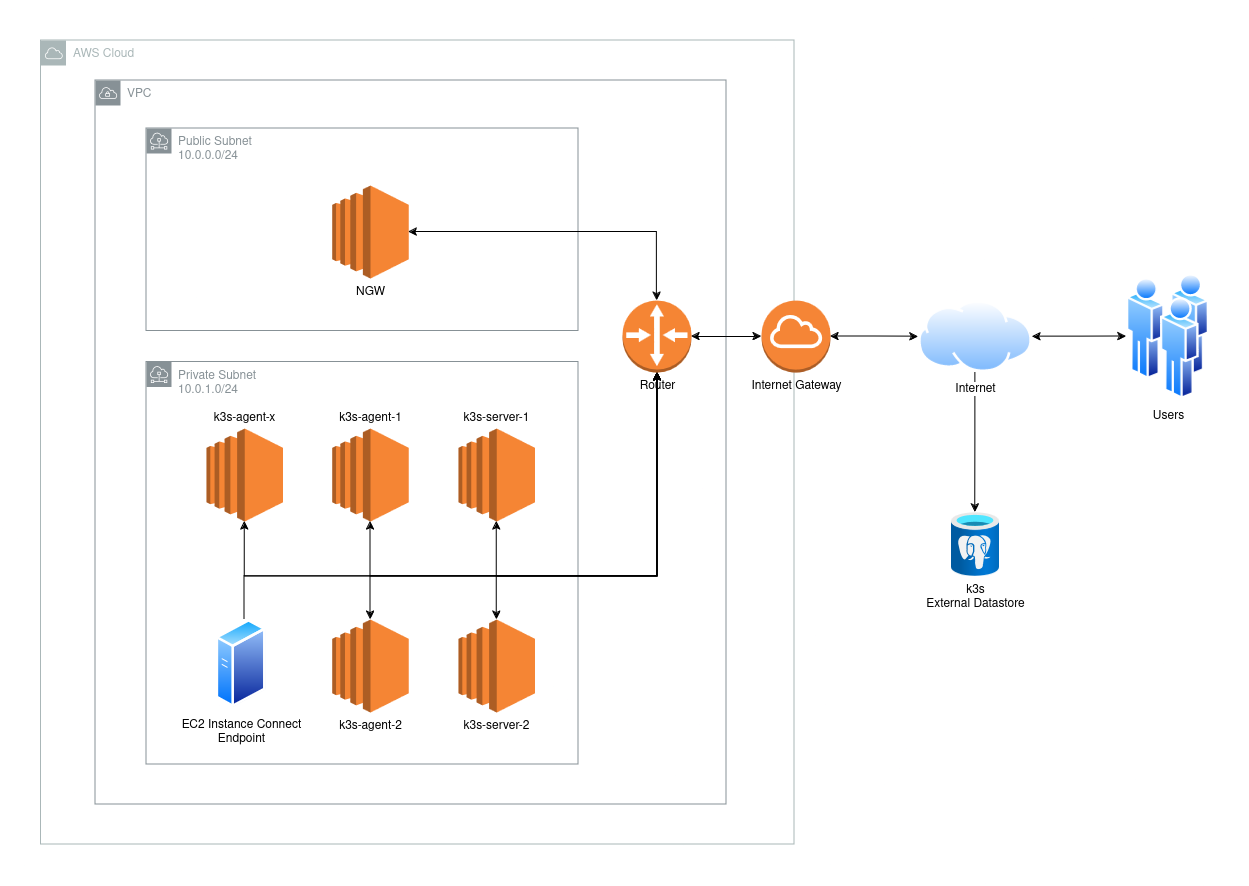 AWS Cloud
VPC
Public Subnet
10.0.0.0/24
NGW
Router
Internet Gateway
Internet
Users
Private Subnet
10.0.1.0/24
k3s-agent-x
k3s-agent-1
k3s-server-1
k3s
External Datastore
EC2 Instance Connect
Endpoint
k3s-agent-2
k3s-server-2